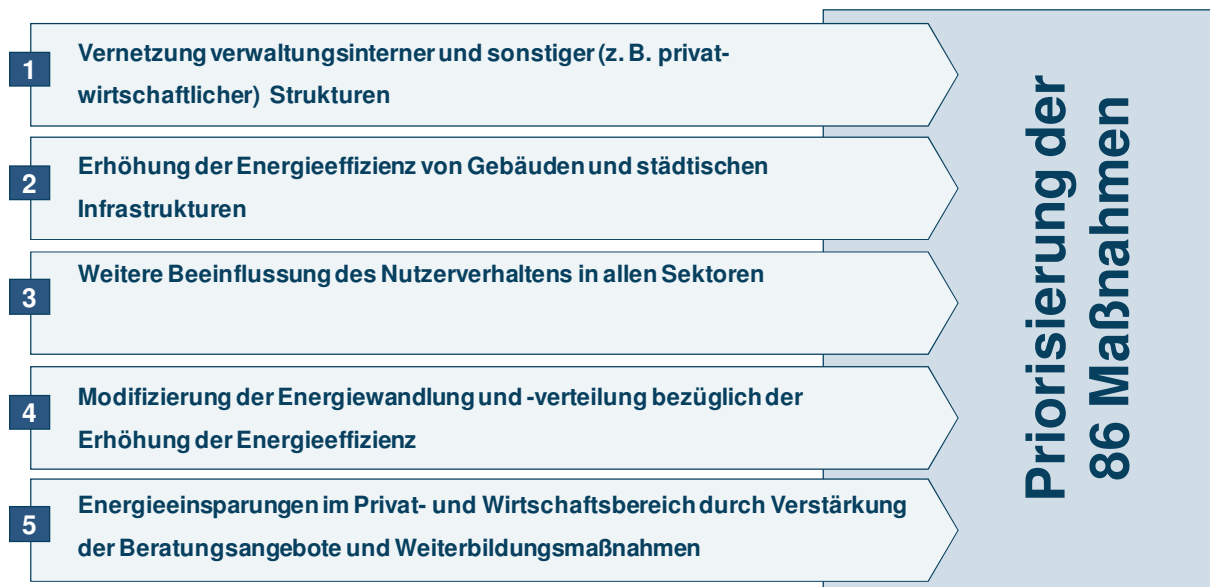 1
Vernetzung verwaltungsinterner und sonstiger (z. B. privat-
wirtschaftlicher) Strukturen
2
Erhöhung der Energieeffizienz von Gebäuden und städtischen
Infrastrukturen
3
Weitere Beeinflussung des Nutzerverhaltens in allen Sektoren
4
Modifizierung der Energiewandlung und -verteilung bezüglich der
Erhöhung der Energieeffizienz
5
Energieeinsparungen im Privat- und Wirtschaftsbereich durch Verstärkung
der Beratungsangebote und Weiterbildungsmaßnahmen
Priorisierung der
86 Maßnahmen